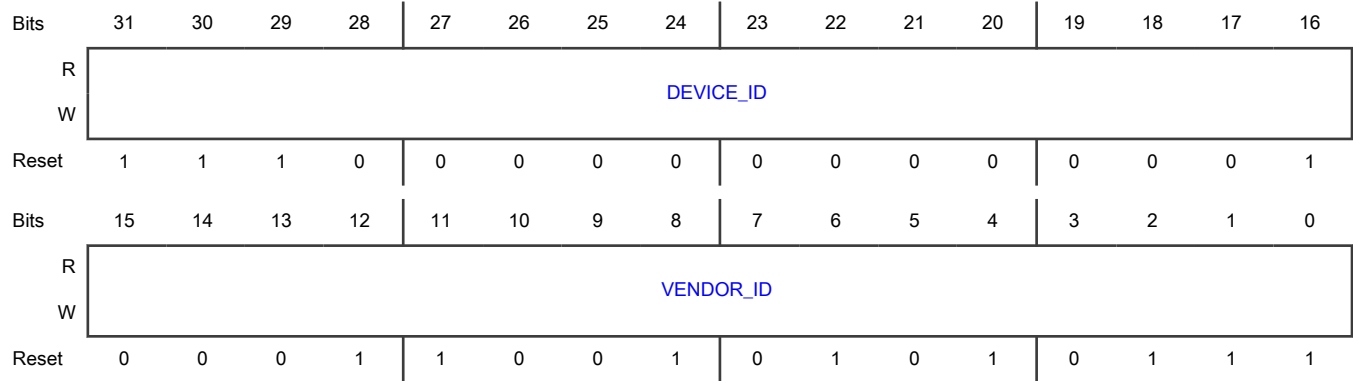 Bits 31 30 29 28 27 26 25 24 23 22 21 20 19 18 17 16
R
DEVICE_ID
W
Reset 1 1 1 0 0 0 0 0 0 0 0 0 0 0 0 1
Bits 15 14 13 12 11 10 9 8 7 6 5 4 3 2 1 0
R
VENDOR_ID
W
Reset 0 0 0 1 1 0 0 1 0 1 0 1 0 1 1 1